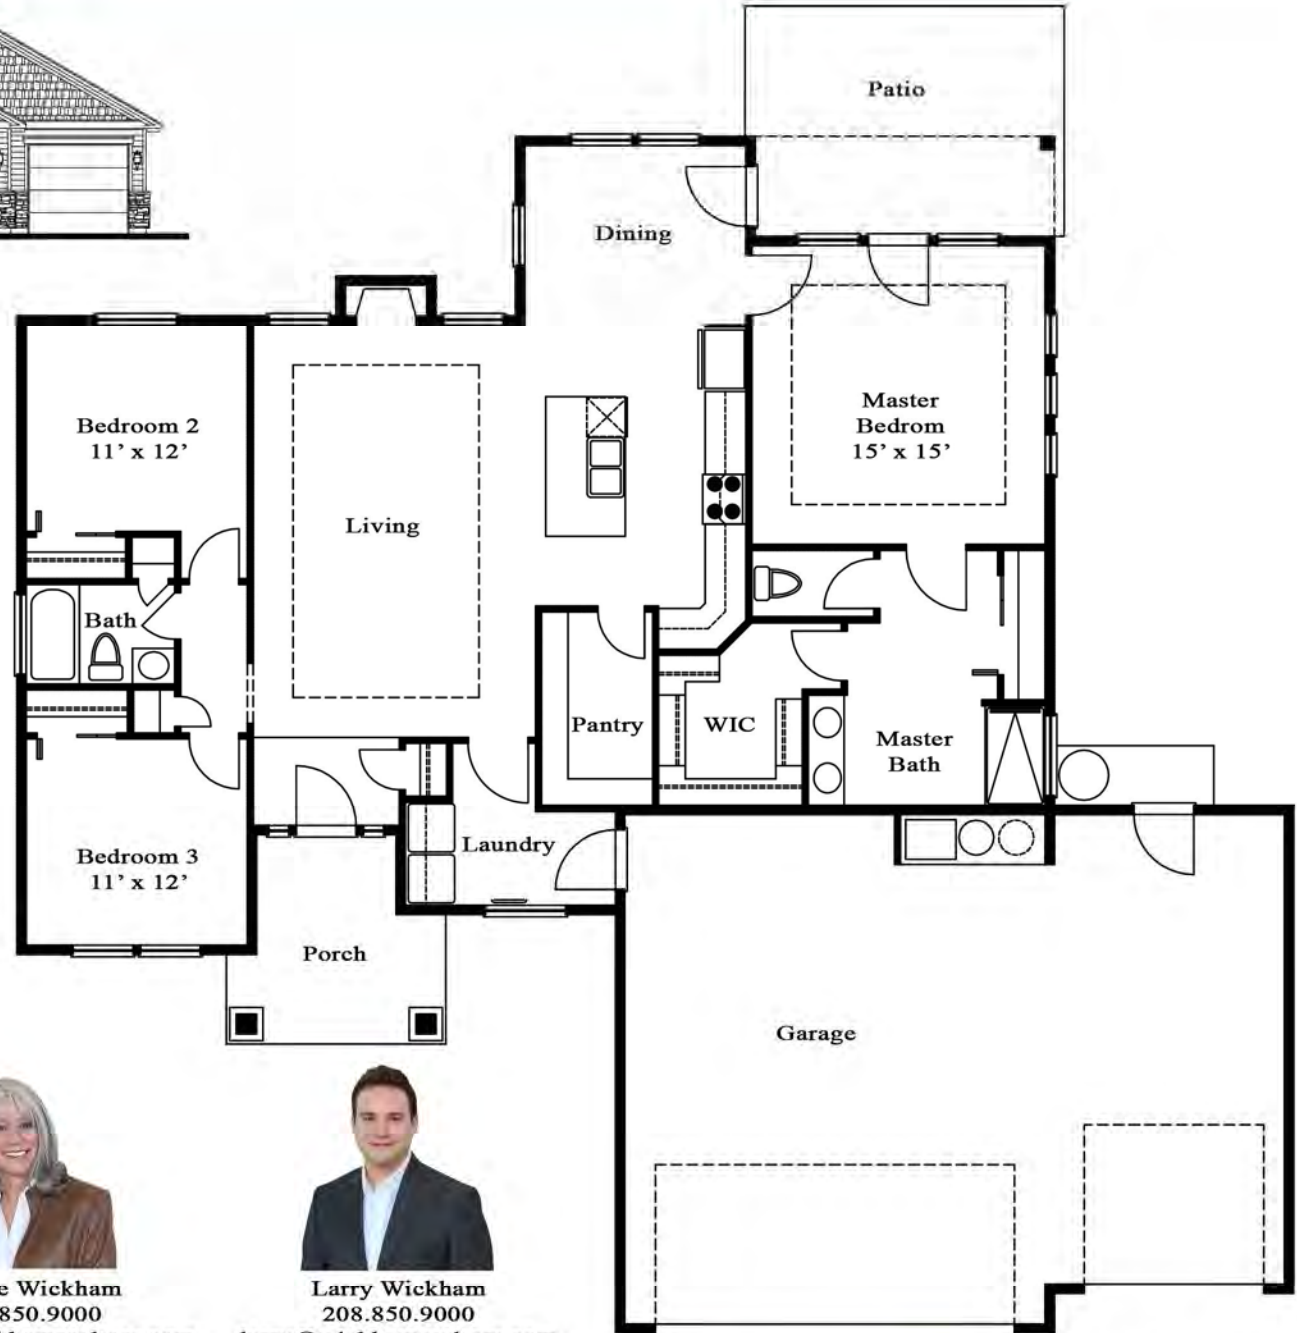 Patio
Dining
Bedroom 2
11' x 12'
Master
Bedrom
15' x 15'
Living
Bath
Pantry
WIC
Master
Bath
Laundry
Bedroom 3
11' x 12'
Porch
Garage
e Wickham
850.9000
Larry Wickham
208.850.9000